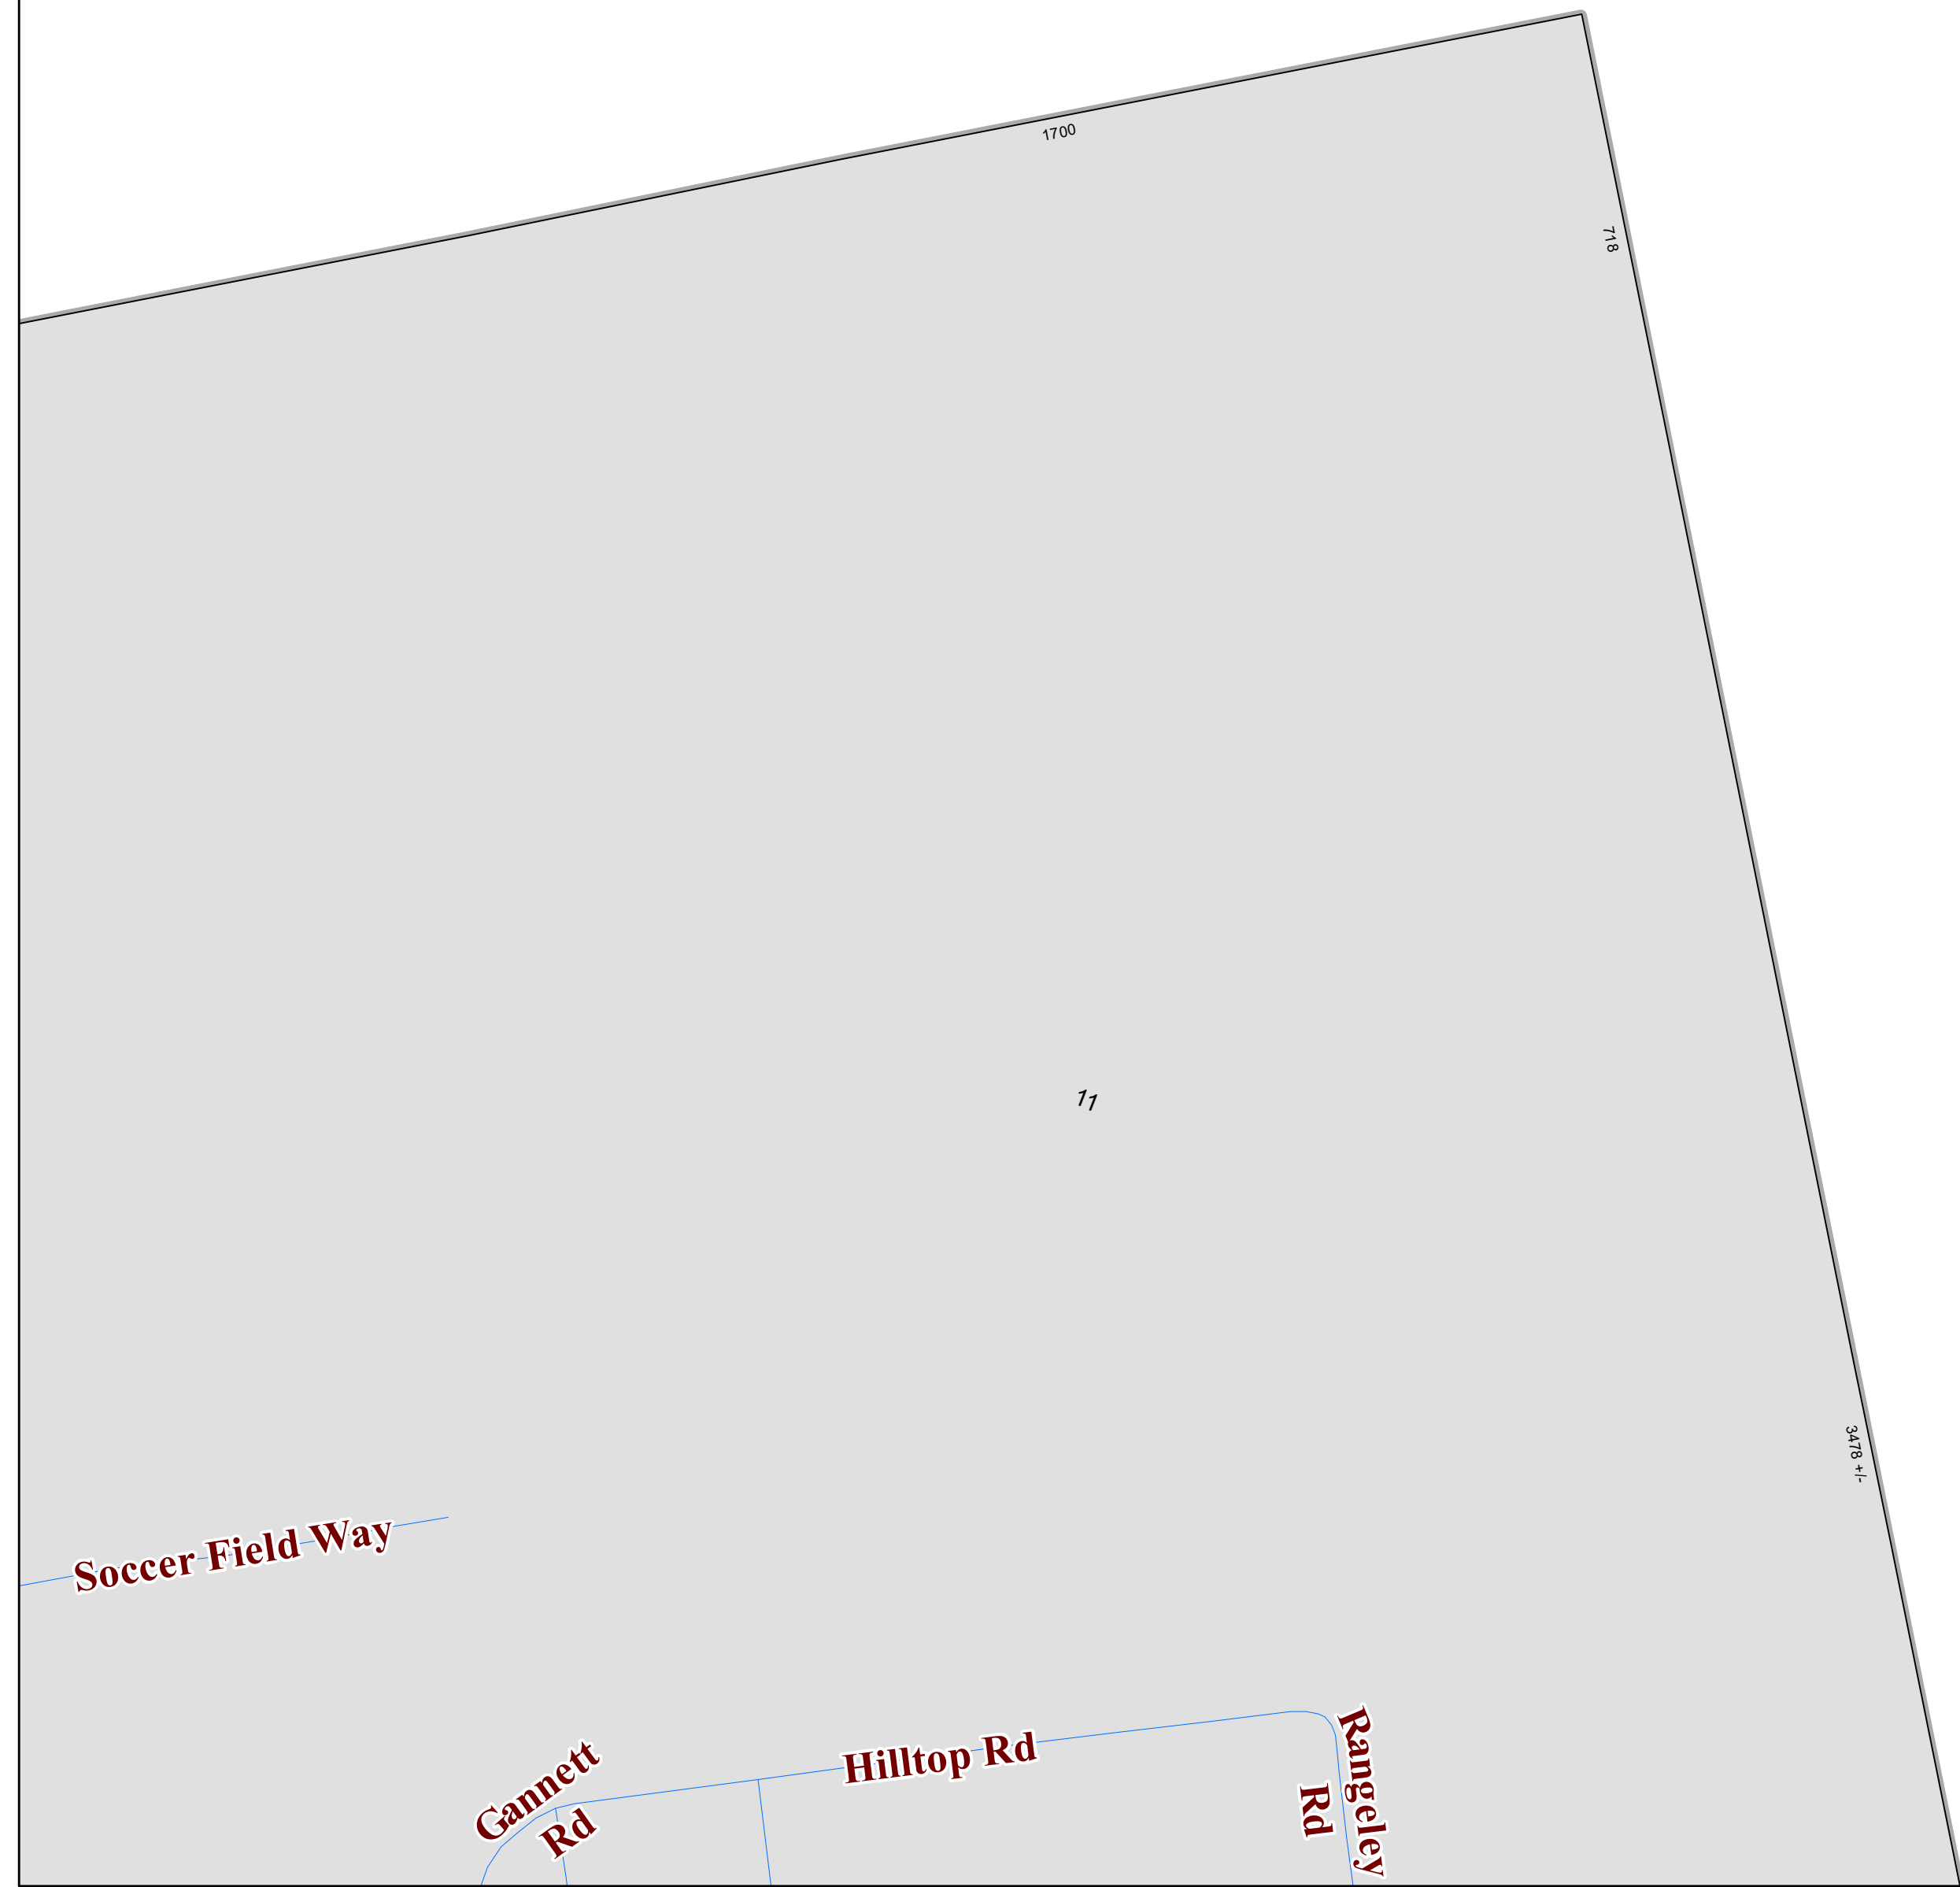 1700
718
11
3478 +/-
Soccer Field Way
Gannett
Rd
Hilltop Rd
Rangeley
Rd